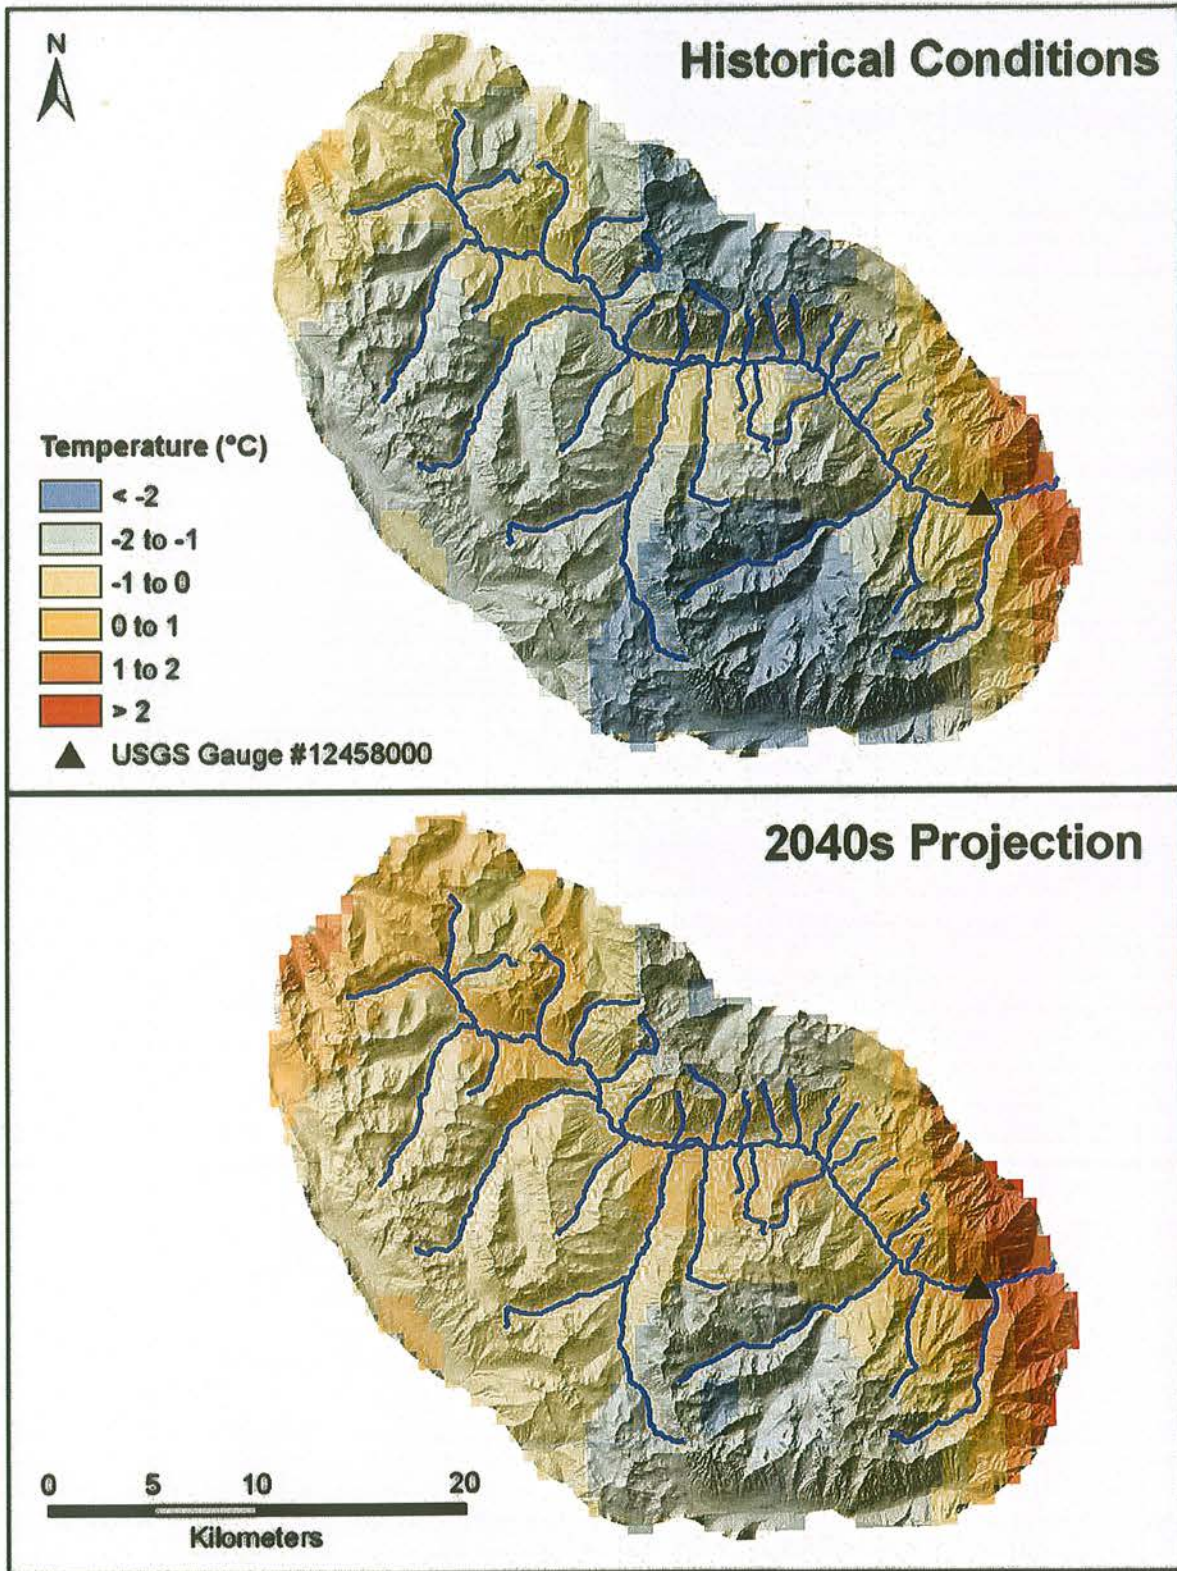 N
Historical Conditions
Temperature (°C)
< -2
-2 to -1
-1 to 0
0 to 1
1 to 2
> 2
USGS Gauge #12458000
2040s Projection
0 5 10 20
Kilometers